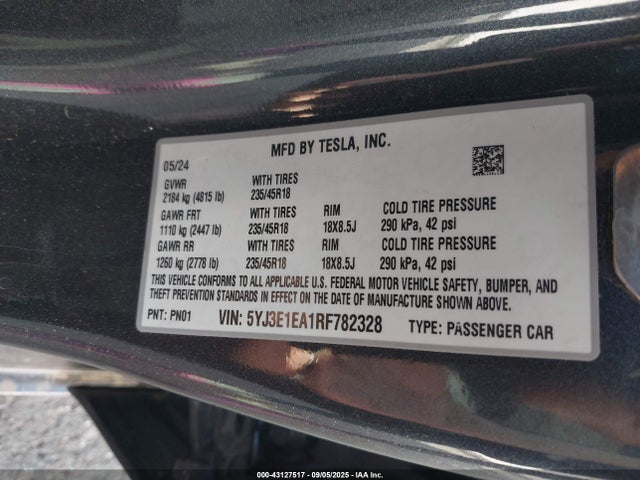 MFD BY TESLA, INC.
05/24
GVWR WITH TIRES
2184 kg (4815 lb) 235/45R18
GAWR FRT WITH TIRES RIM COLD TIRE PRESSURE
1110 kg (2447 lb) 235/45R18 18X8.5J 290 kPa, 42 psi
GAWR RR WITH TIRES RIM COLD TIRE PRESSURE
1260 kg (2778 lb) 235/45R18 18X8.5J 290 kPa, 42 psi
THIS VEHICLE CONFORMS TO ALL APPLICABLE U.S. FEDERAL MOTOR VEHICLE SAFETY, BUMPER, AND
THEFT PREVENTION STANDARDS IN EFFECT ON THE DATE OF MANUFACTURE SHOWN ABOVE.
PNT: PN01 VIN: 5YJ3E1EA1RF782328 TYPE: PASSENGER CAR
000-43127517 - 09/05/2025 - IAA Inc.